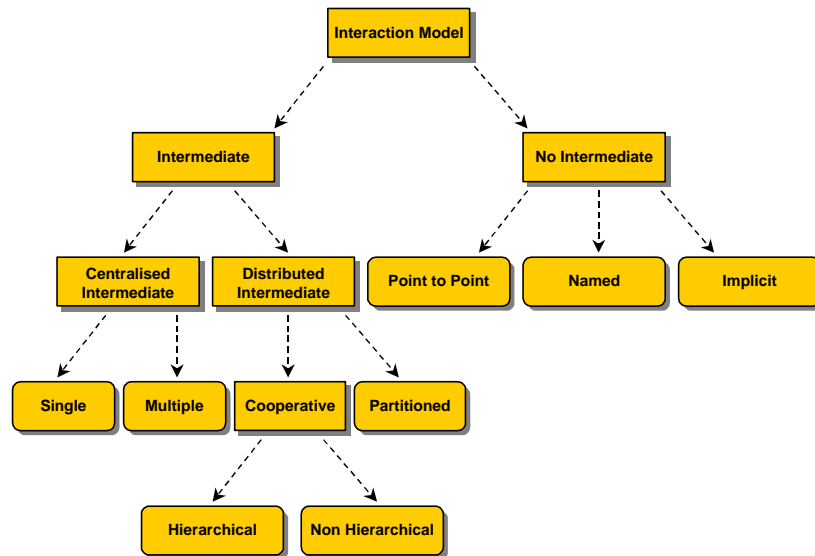 Interaction Model
Intermediate
No Intermediate
Centralised
Intermediate
Distributed
Intermediate
Point to Point
Named
Implicit
Single
Multiple
Cooperative
Partitioned
Hierarchical
Non Hierarchical